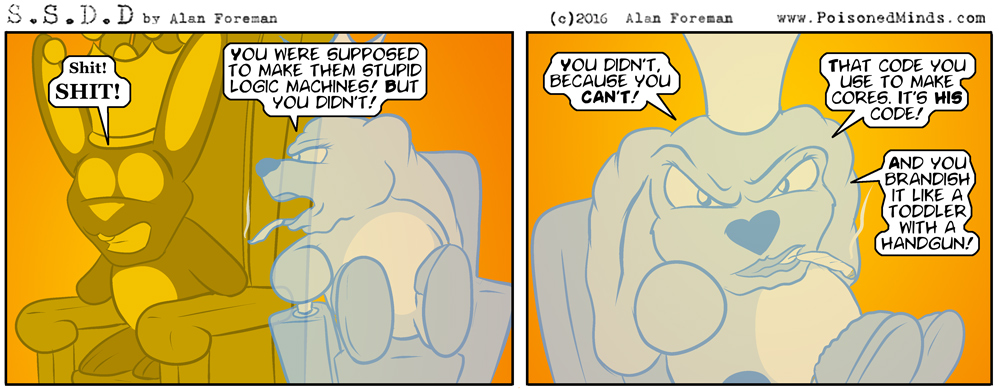 S.S.D.D by Alan Foreman
(c)2016 Alan Foreman www.PoisonedMinds.com
Shit!
SHIT!
YOU WERE SUPPOSED
TO MAKE THEM STUPID
LOGIC MACHINES! BUT
YOU DIDN'T!
YOU DIDN'T,
BECAUSE YOU
CAN'T!
THAT CODE YOU
USE TO MAKE
CORES. IT'S HIS
CODE!
AND YOU
BRANDISH
IT LIKE A
TODDLER
WITH A
HANDGUN!